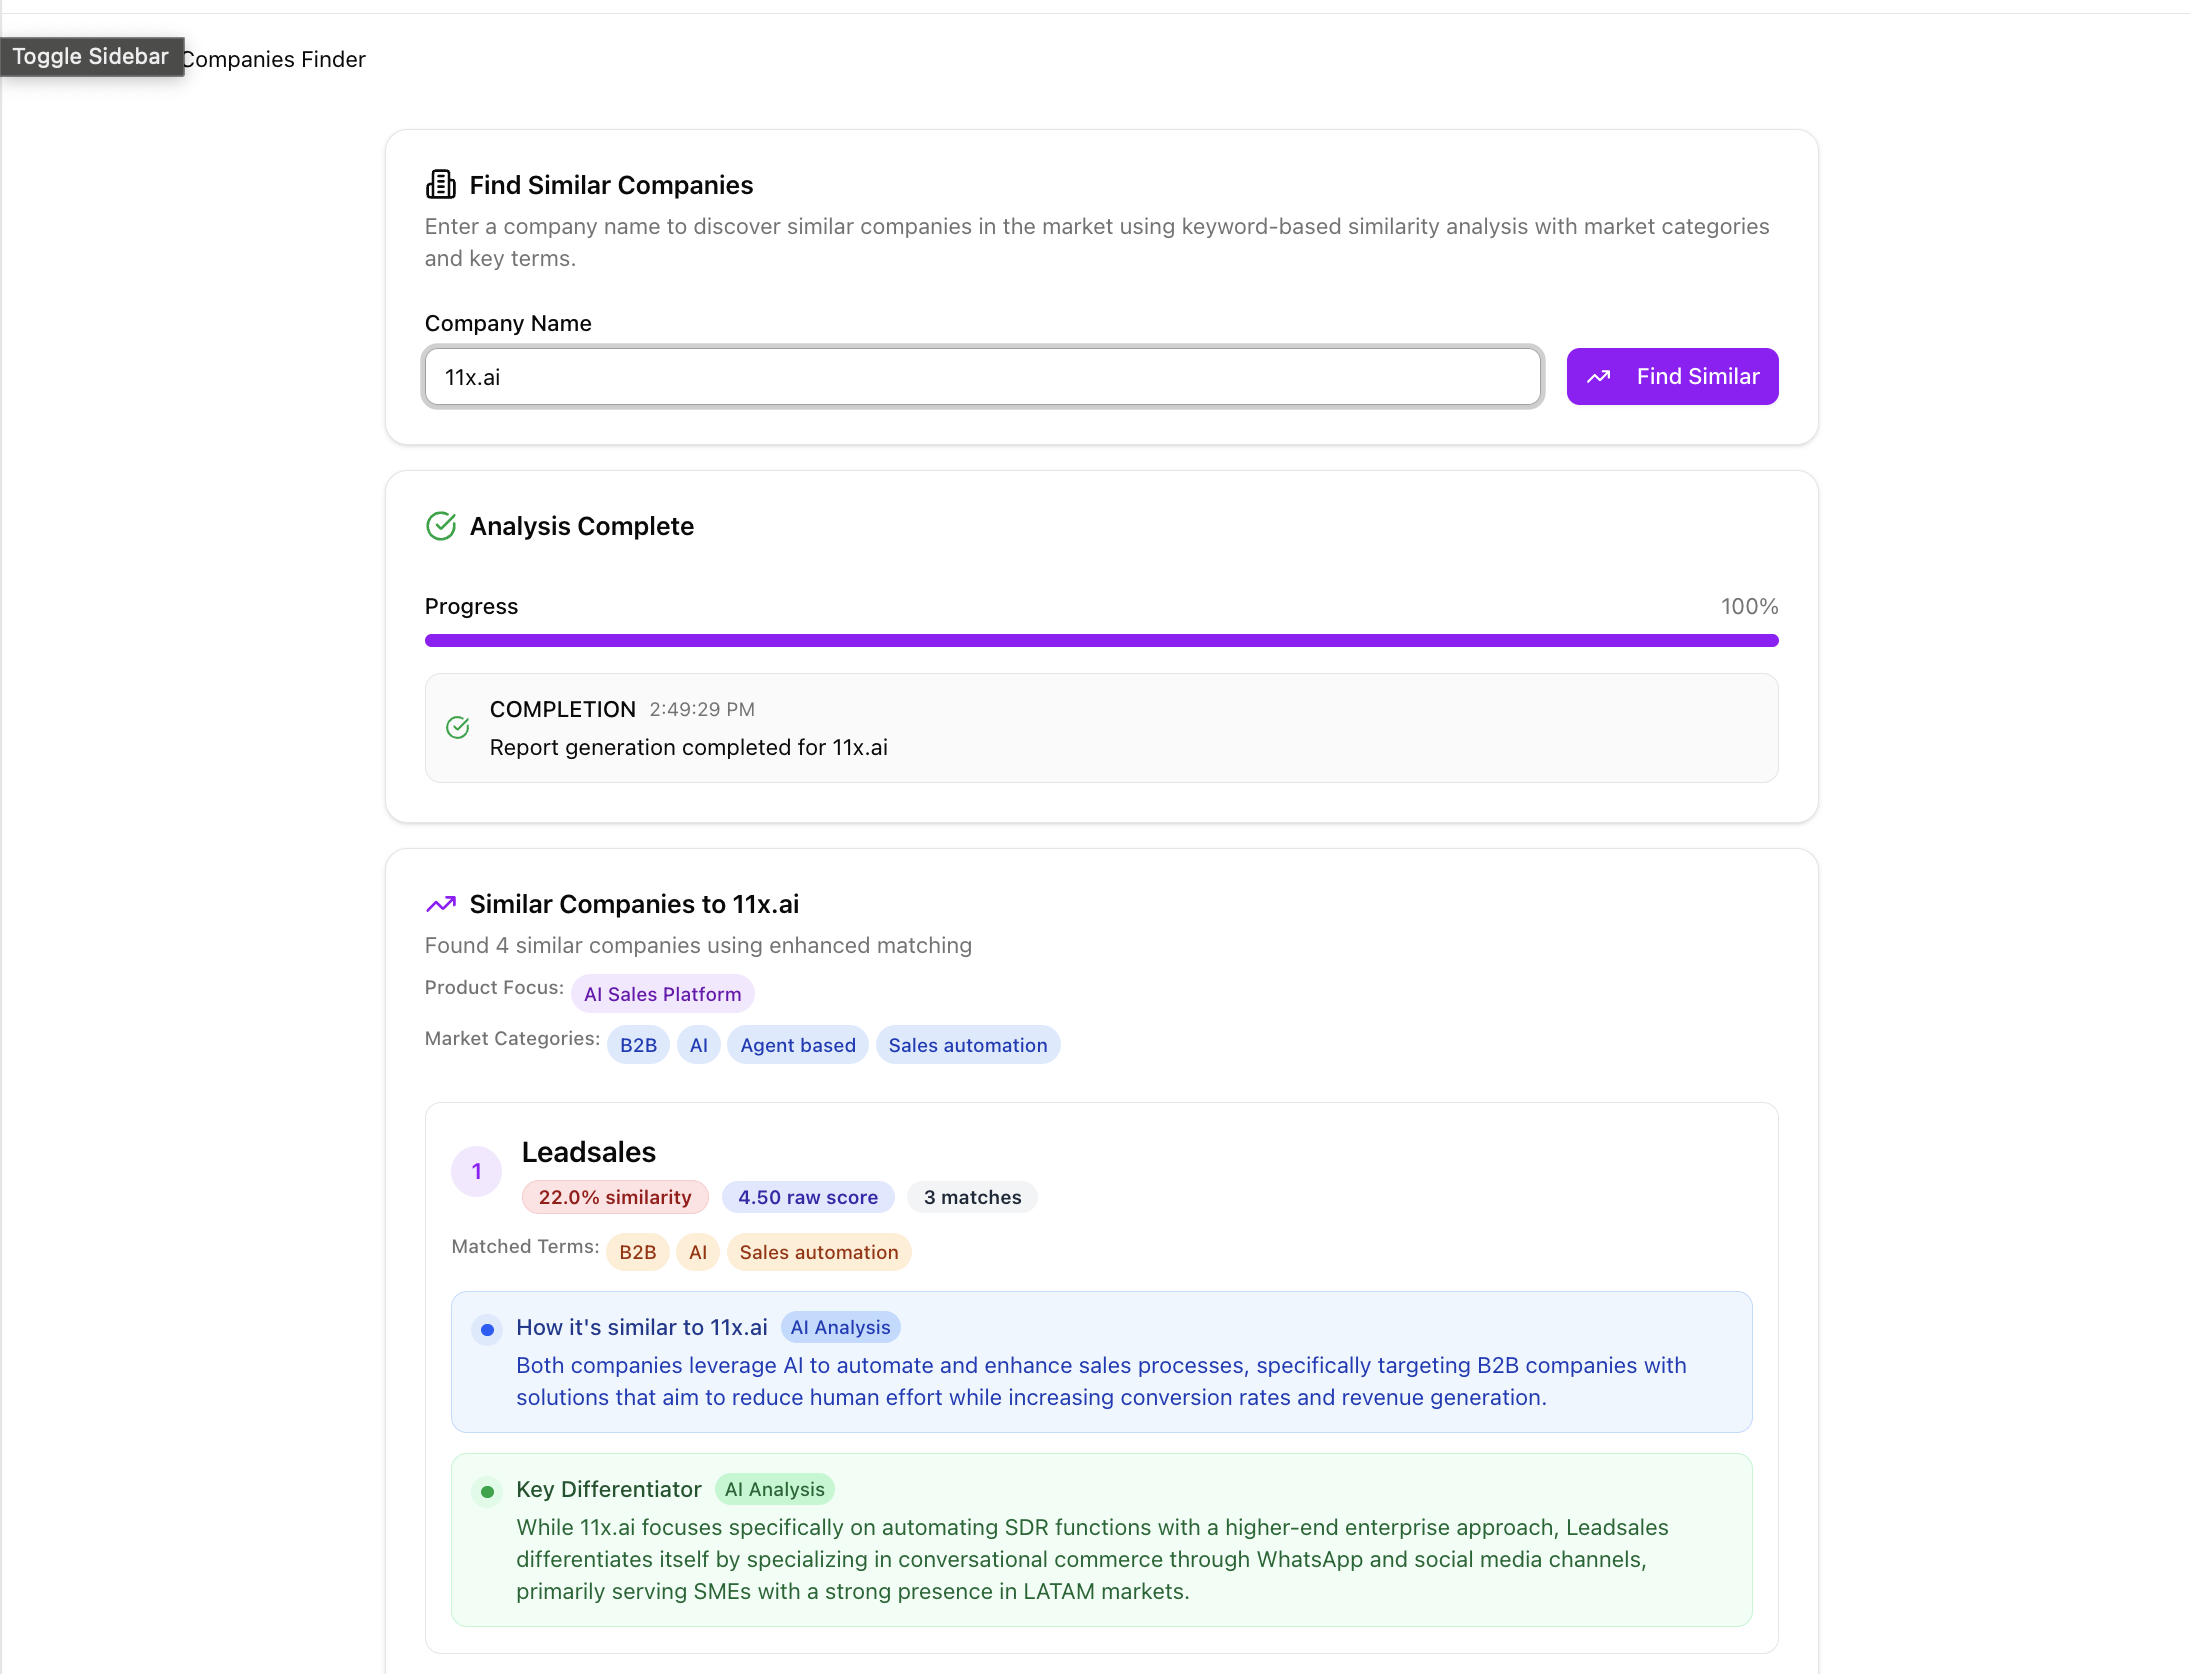 Toggle Sidebar
Companies Finder
Find Similar Companies
Enter a company name to discover similar companies in the market using keyword-based similarity analysis with market categories
and key terms.
Company Name
11x.ai
Find Similar
Analysis Complete
Progress
100%
COMPLETION 2:49:29 PM
Report generation completed for 11x.ai
Similar Companies to 11x.ai
Found 4 similar companies using enhanced matching
Product Focus: AI Sales Platform
Market Categories: B2B AI Agent based Sales automation
1
Leadsales
22.0% similarity 4.50 raw score 3 matches
Matched Terms: B2B AI Sales automation
How it's similar to 11x.ai AI Analysis
Both companies leverage AI to automate and enhance sales processes, specifically targeting B2B companies with
solutions that aim to reduce human effort while increasing conversion rates and revenue generation.
Key Differentiator AI Analysis
While 11x.ai focuses specifically on automating SDR functions with a higher-end enterprise approach, Leadsales
differentiates itself by specializing in conversational commerce through WhatsApp and social media channels,
primarily serving SMEs with a strong presence in LATAM markets.